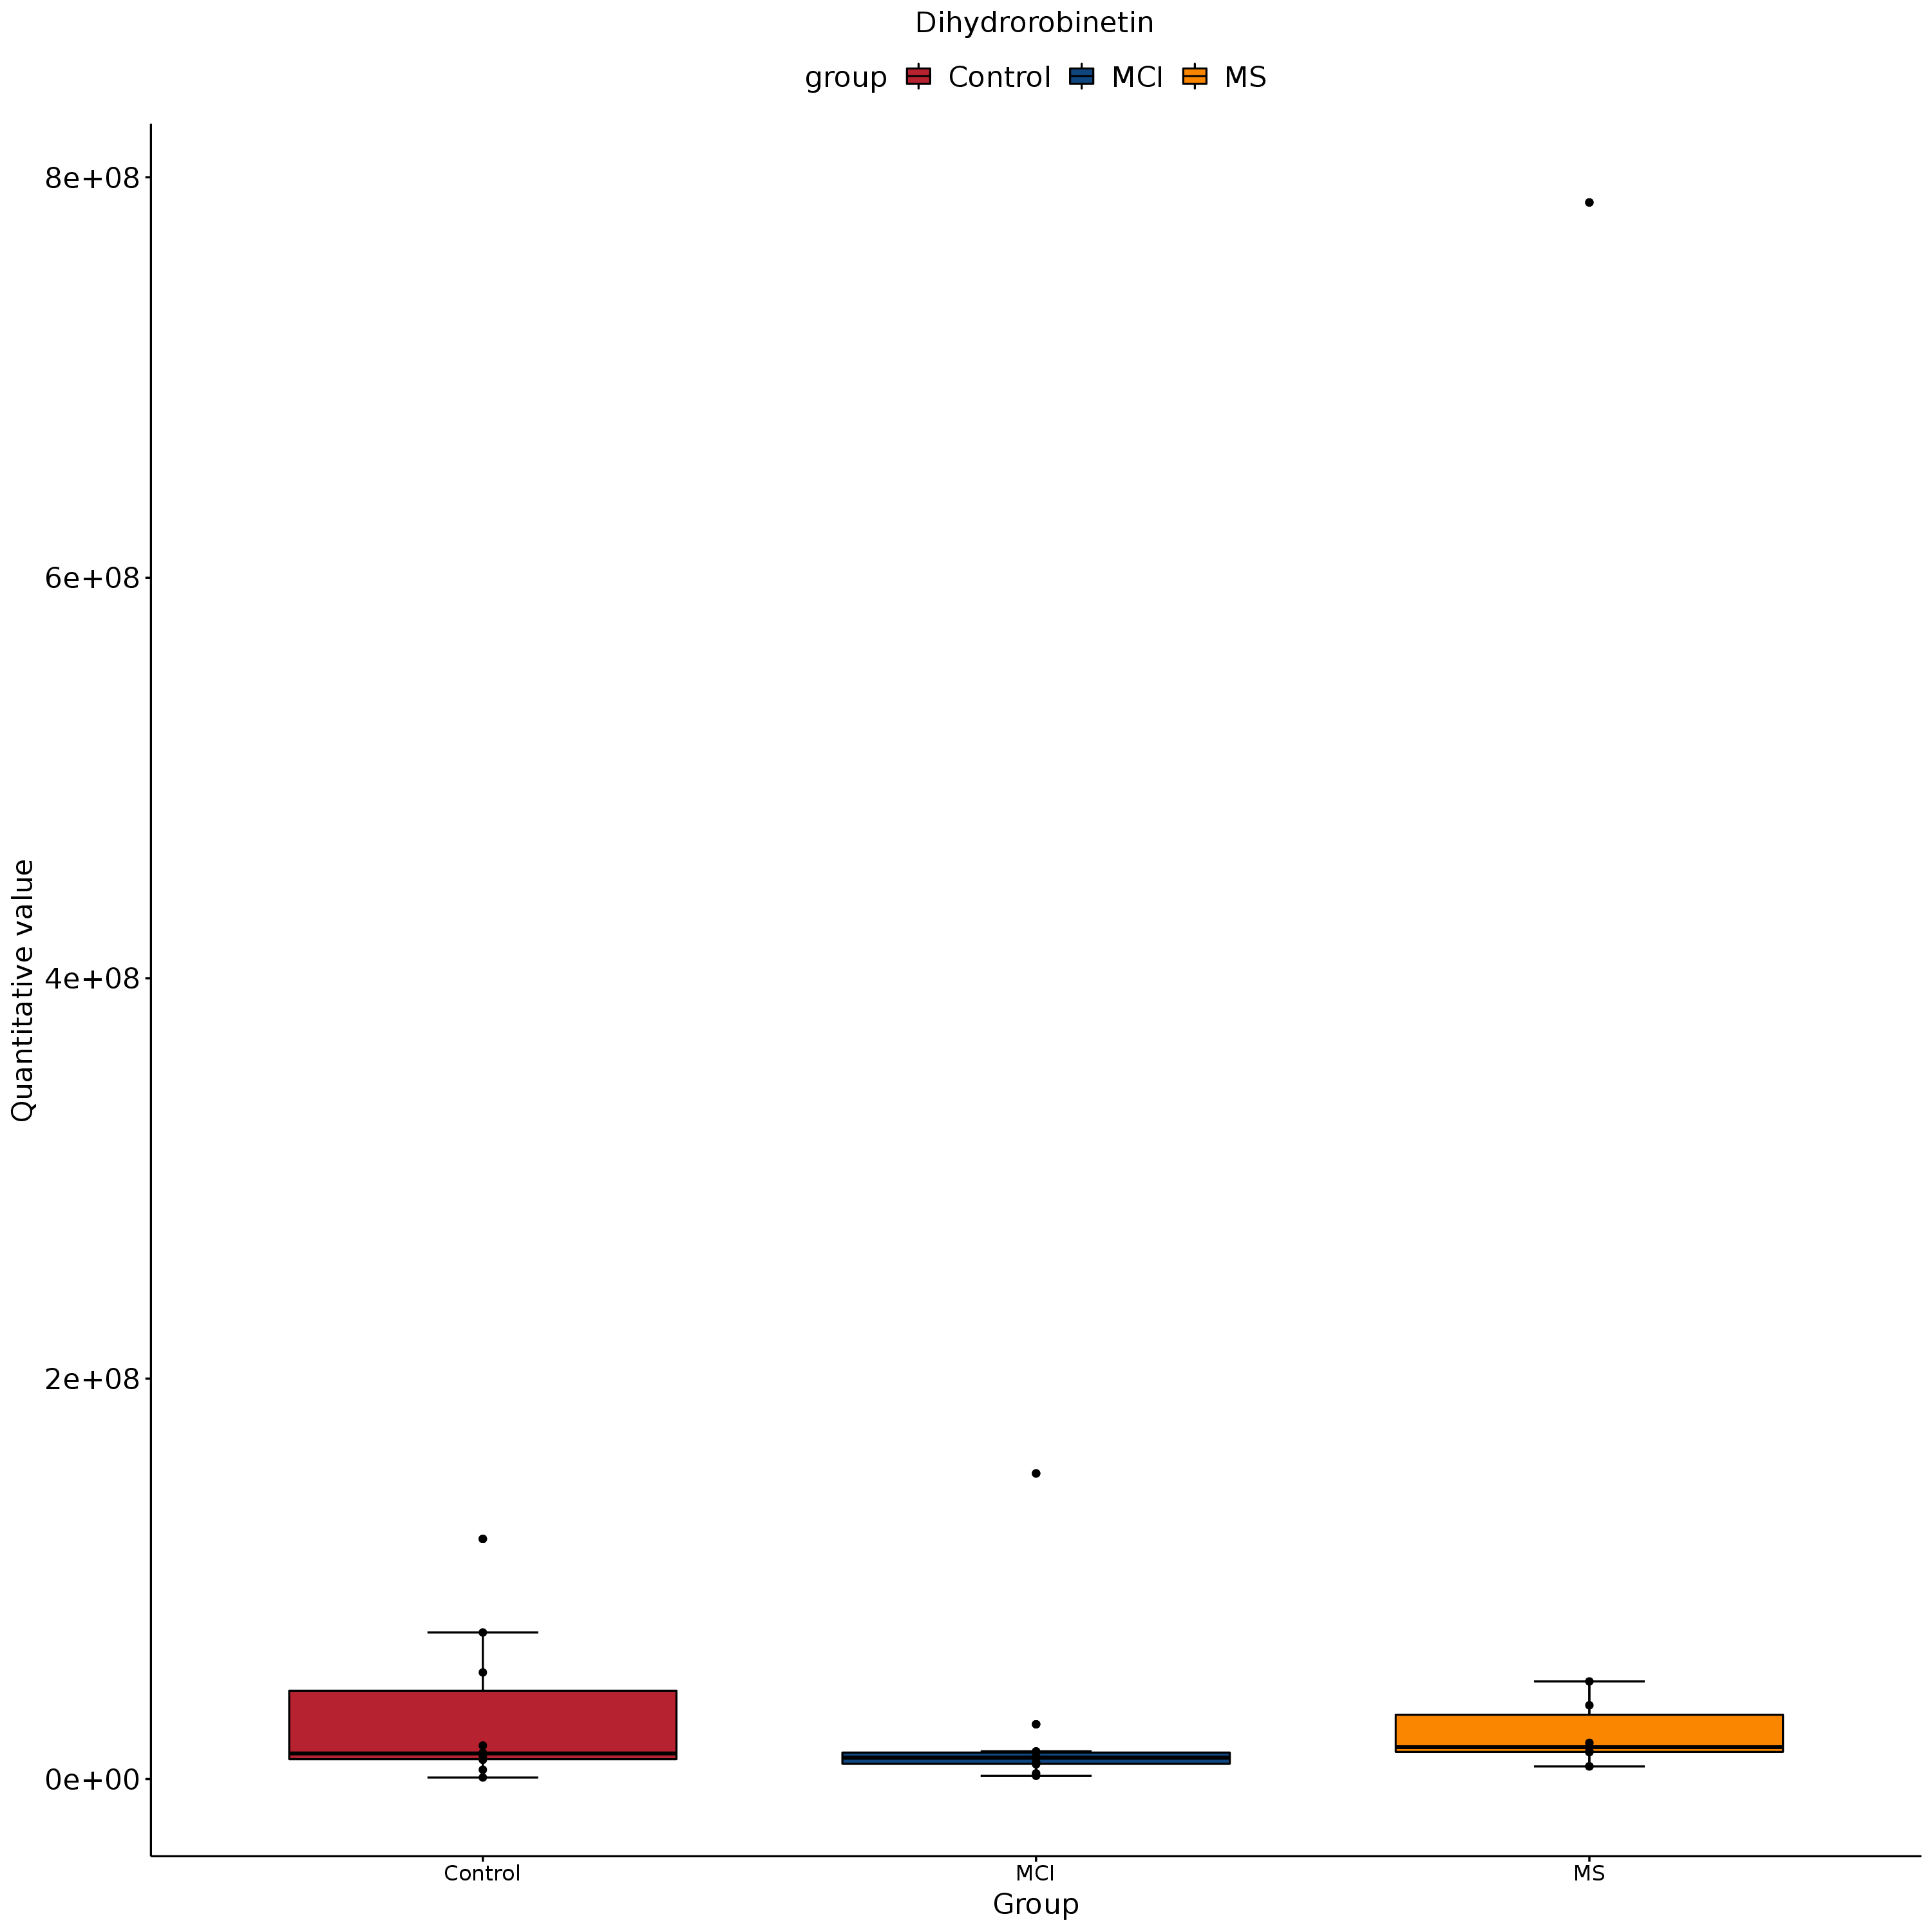 Dihydrorobinetin
group Control MCI MS
8e+08
6e+08
4e+08
2e+08
0e+00
Quantitative value
Control MCI MS
Group